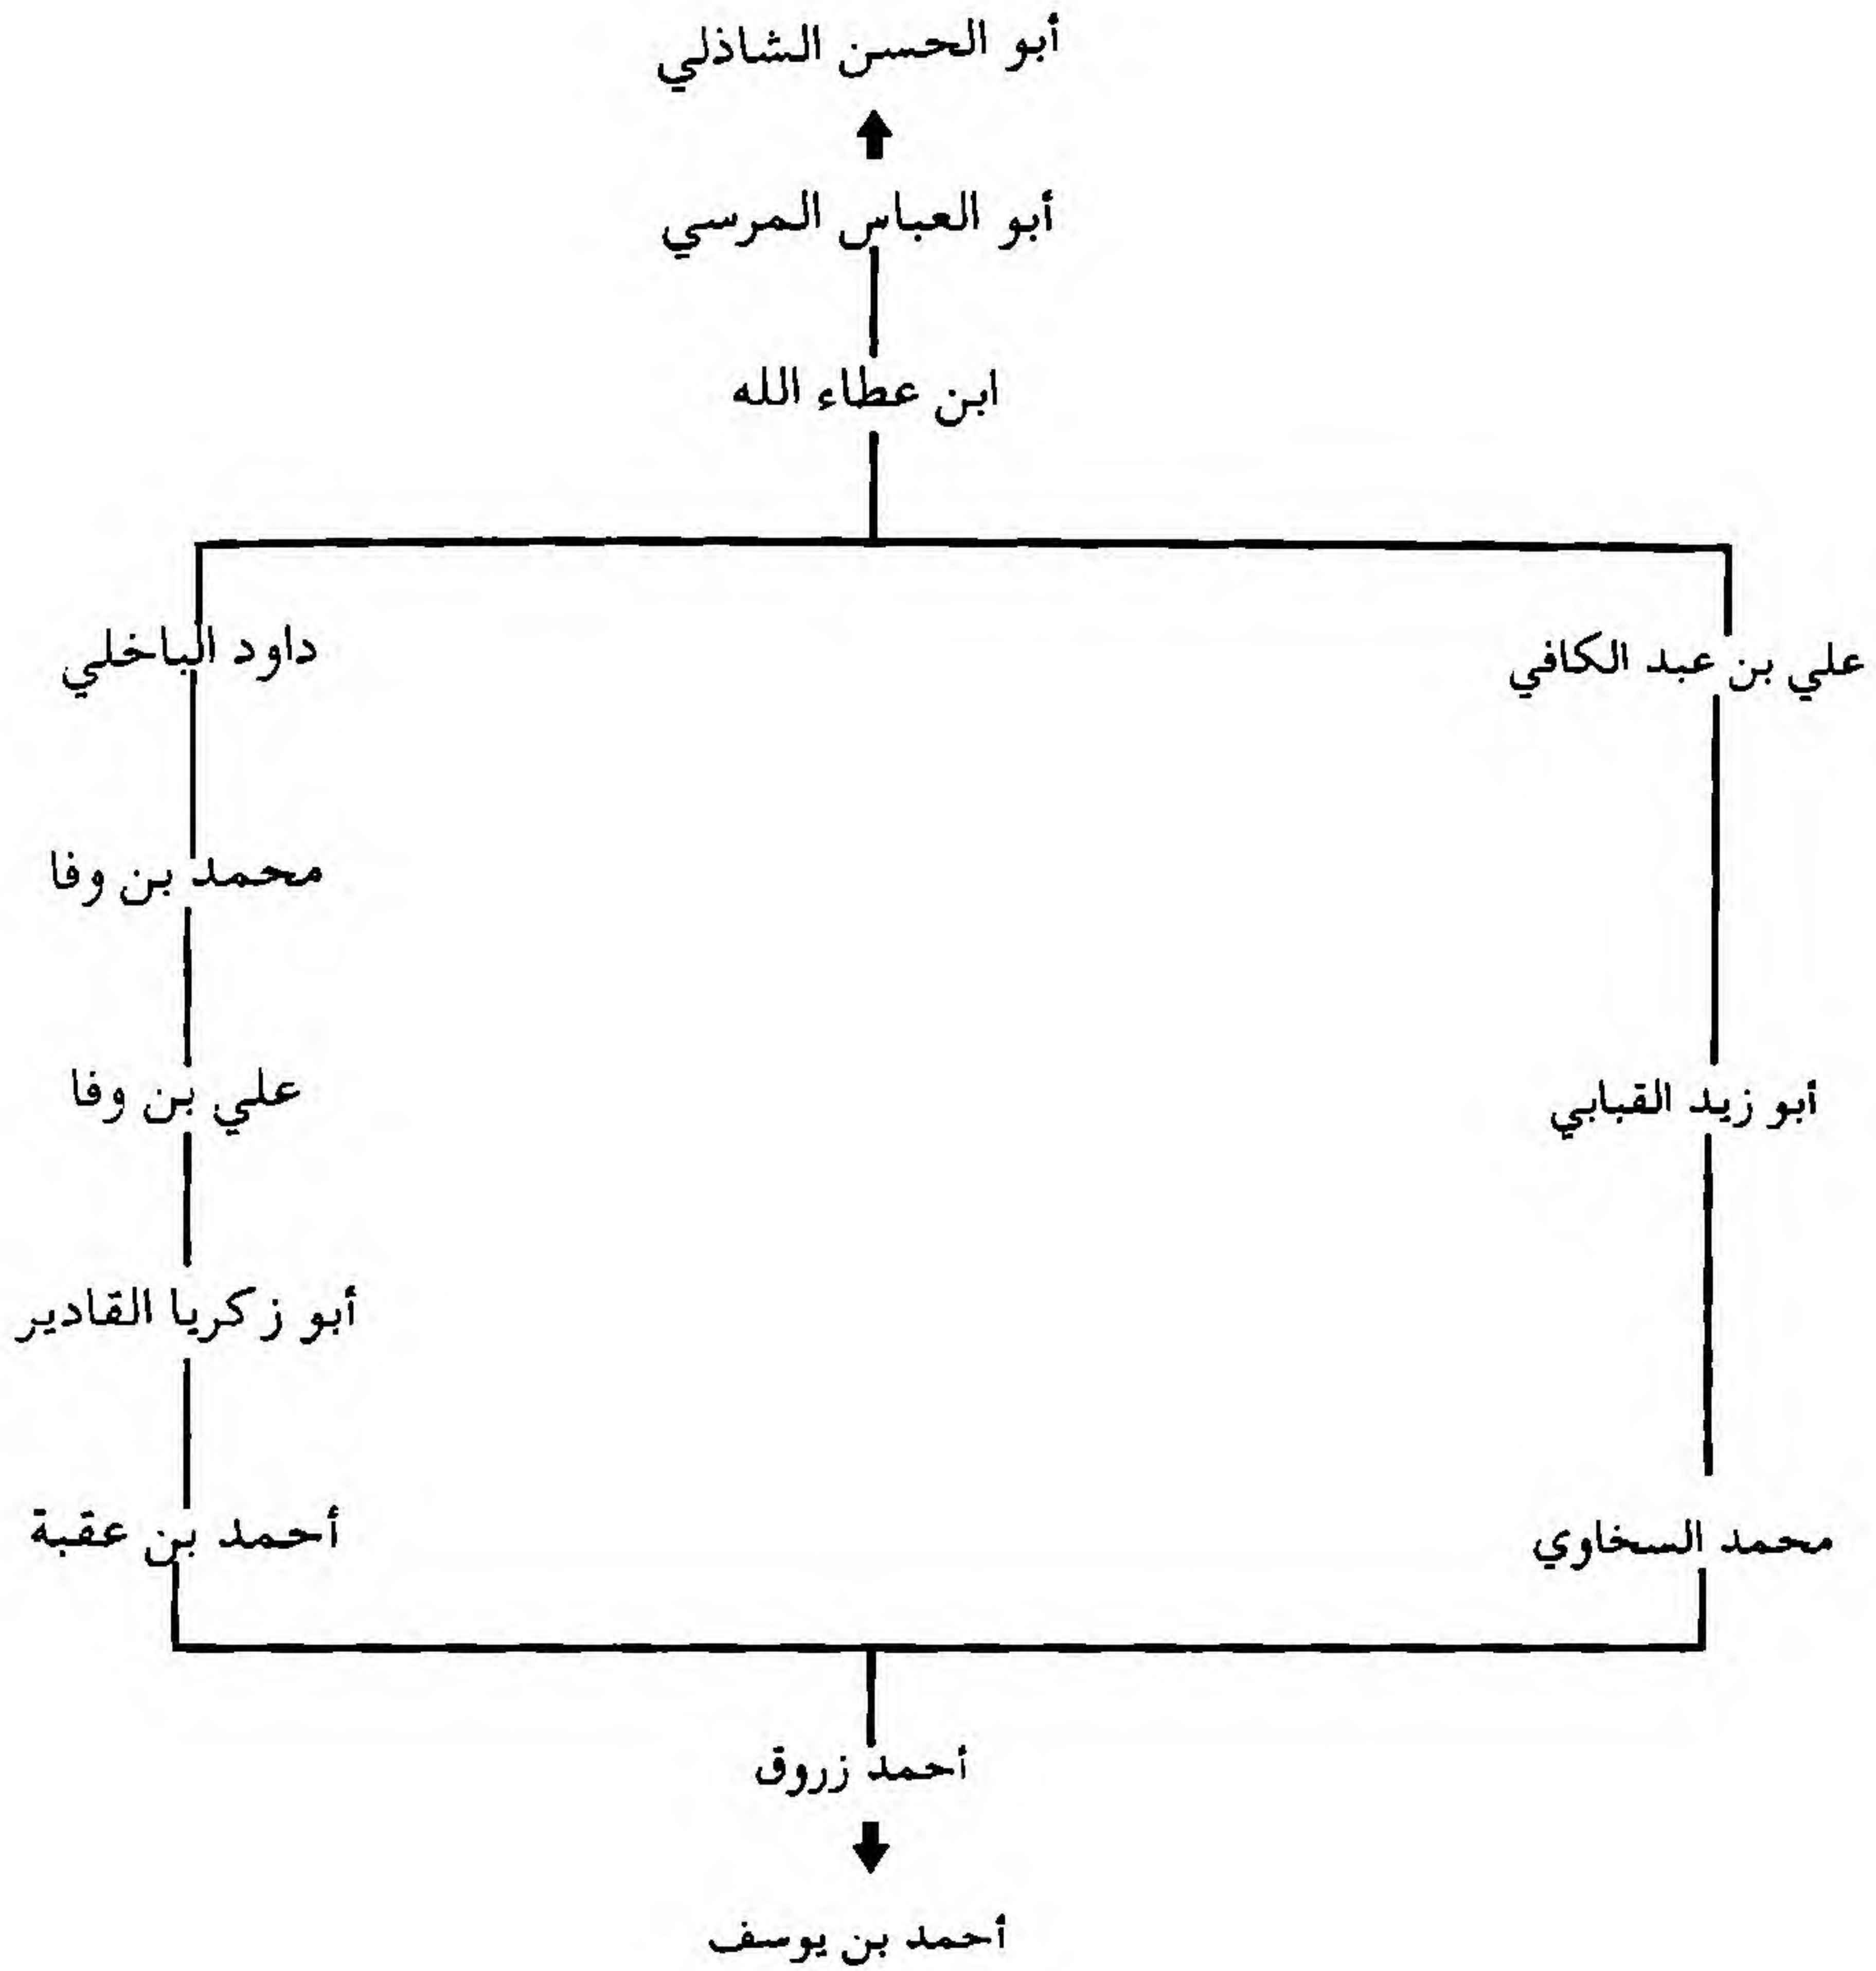 أبو الحسن الشاذلي
أبو العباس المرسي
ابن عطاء الله
علي بن عبد الكافي
داود الباخلي
محمد بن وفا
علي بن وفا
أبو زيد القبابي
أبو زكريا القادير
محمد السخاوي
أحمد بن عقبة
أحمد زروق
أحمد بن يوسف